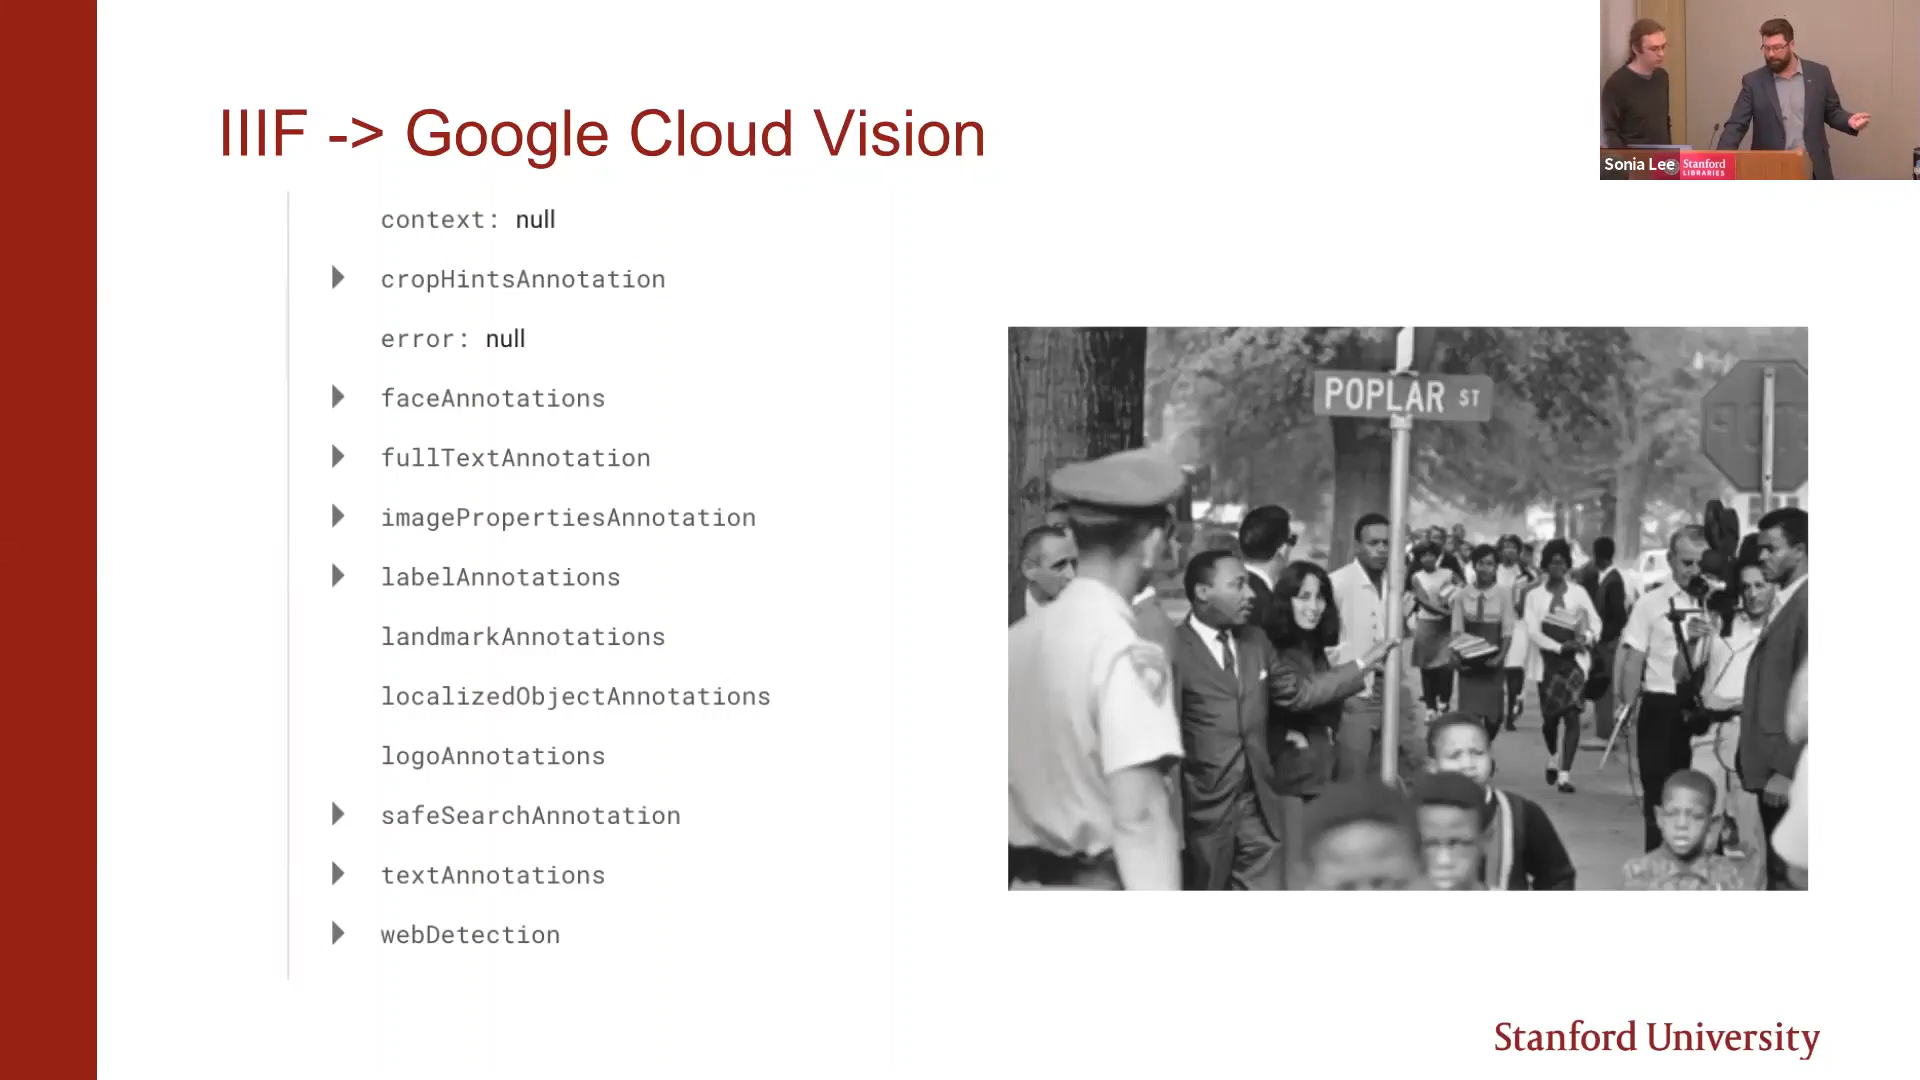 IIIF -> Google Cloud Vision
context: null
cropHintsAnnotation
error: null
faceAnnotations
fullTextAnnotation
imagePropertiesAnnotation
labelAnnotations
landmarkAnnotations
localizedObjectAnnotations
logoAnnotations
safeSearchAnnotation
textAnnotations
webDetection
POPLAR ST
Sonia Lee
Stanford
LIBRARIES
Stanford University